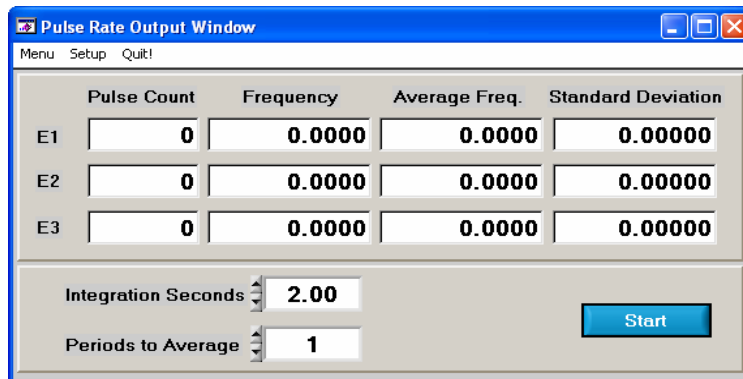 Pulse Rate Output Window
Menu Setup Quit!
Pulse Count Frequency Average Freq. Standard Deviation
E1 0 0.0000 0.0000 0.00000
E2 0 0.0000 0.0000 0.00000
E3 0 0.0000 0.0000 0.00000
Integration Seconds 2.00
Start
Periods to Average 1